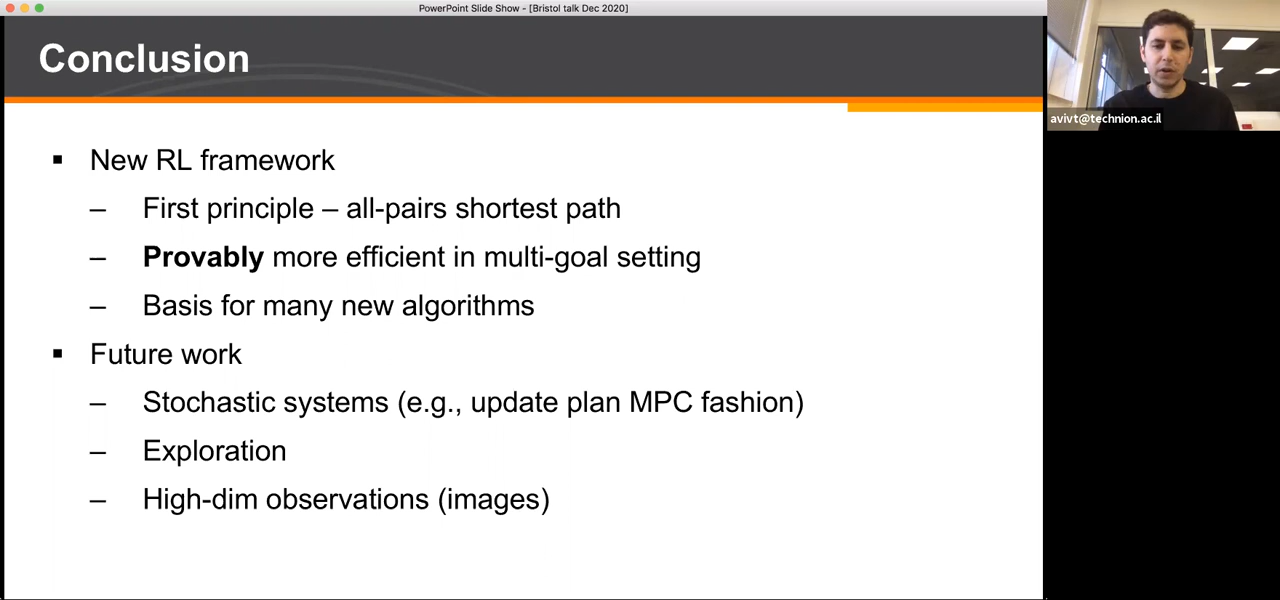 PowerPoint Slide Show - [Bristol talk Dec 2020]
Conclusion
avivt@technion.ac.il
▪ New RL framework
– First principle – all-pairs shortest path
– Provably more efficient in multi-goal setting
– Basis for many new algorithms
▪ Future work
– Stochastic systems (e.g., update plan MPC fashion)
– Exploration
– High-dim observations (images)